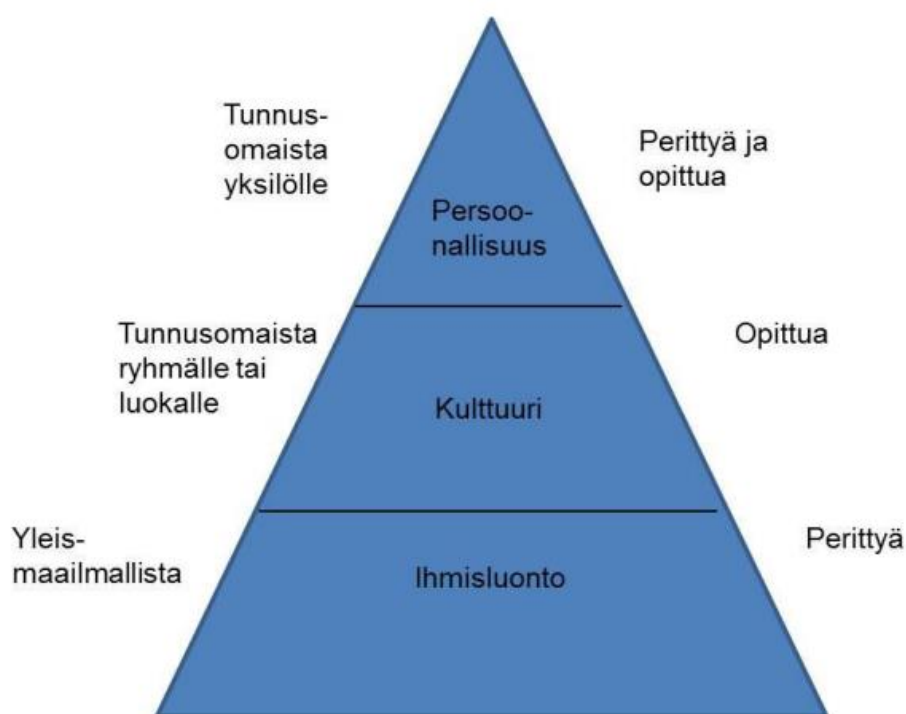 Tunnus-
omaista
yksilölle
Perittyä ja
opittua
Persoo-
nallisuus
Tunnusomaista
ryhmälle tai
luokalle
Opittua
Kulttuuri
Yleis-
maailmallista
Perittyä
Ihmisluonto